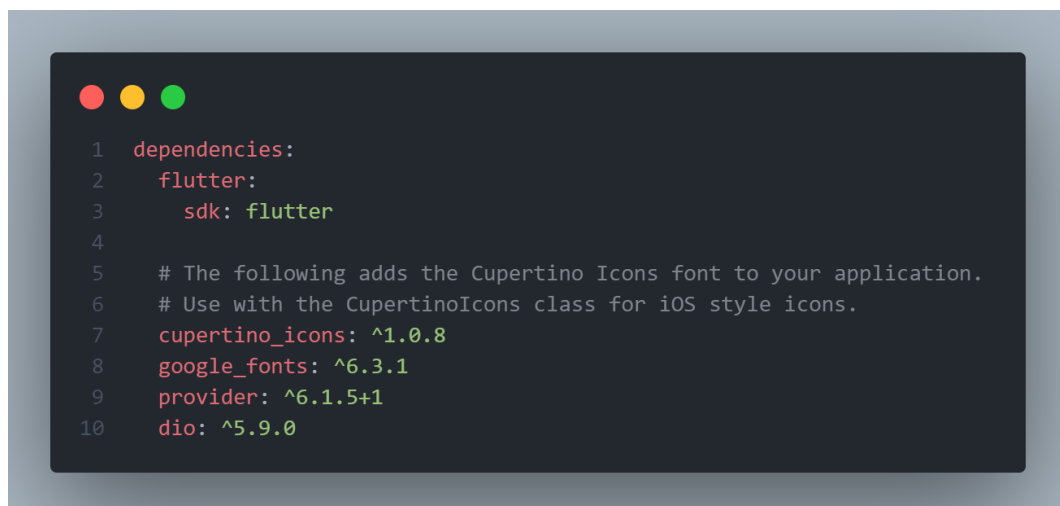 1 dependencies:
2   flutter:
3     sdk: flutter
4
5   # The following adds the Cupertino Icons font to your application.
6   # Use with the CupertinoIcons class for iOS style icons.
7   cupertino_icons: ^1.0.8
8   google_fonts: ^6.3.1
9   provider: ^6.1.5+1
10   dio: ^5.9.0